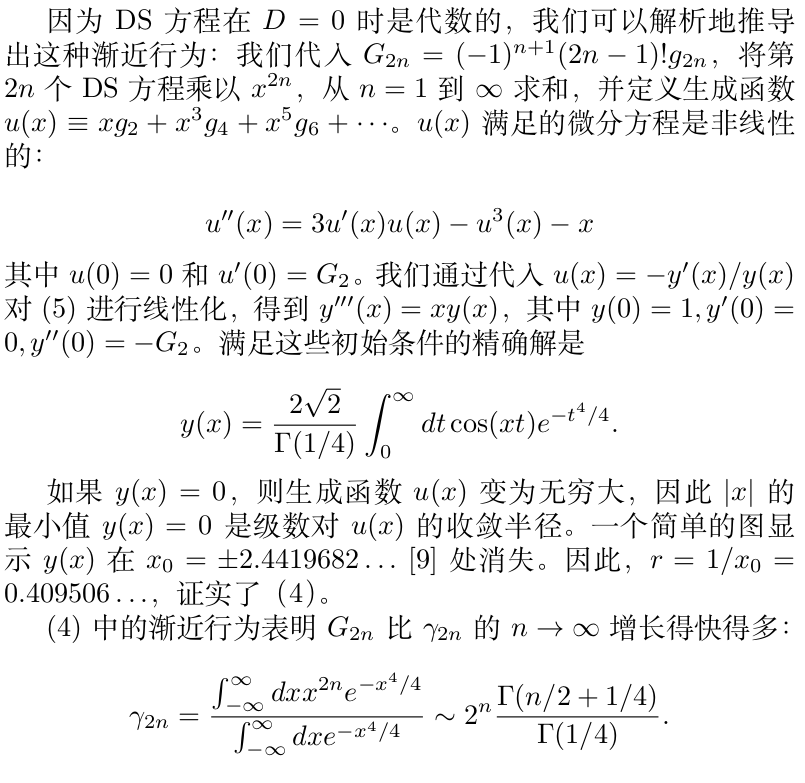 因为 DS 方程在 $D = 0$ 时是代数的，我们可以解析地推导
出这种渐近行为：我们代入 $G_{2n} = (-1)^{n+1}(2n-1)!g_{2n}$，将第
$2n$ 个 DS 方程乘以 $x^{2n}$，从 $n = 1$ 到 $\infty$ 求和，并定义生成函数
$u(x) \equiv xg_2 + x^3g_4 + x^5g_6 + \cdots$。$u(x)$ 满足的微分方程是非线性
的：
$u''(x) = 3u'(x)u(x) - u^3(x) - x$
其中 $u(0) = 0$ 和 $u'(0) = G_2$。我们通过代入 $u(x) = -y'(x)/y(x)$
对 (5) 进行线性化，得到 $y'''(x) = xy(x)$，其中 $y(0) = 1, y'(0) =$
$0, y''(0) = -G_2$。满足这些初始条件的精确解是
$y(x) = \frac{2\sqrt{2}}{\Gamma(1/4)} \int_0^\infty dt \cos(xt)e^{-t^4/4}.$
如果 $y(x) = 0$，则生成函数 $u(x)$ 变为无穷大，因此 $|x|$ 的
最小值 $y(x) = 0$ 是级数对 $u(x)$ 的收敛半径。一个简单的图显
示 $y(x)$ 在 $x_0 = \pm 2.4419682\ldots$ [9] 处消失。因此，$r = 1/x_0 =$
$0.409506\ldots$，证实了（4）。
(4) 中的渐近行为表明 $G_{2n}$ 比 $\gamma_{2n}$ 的 $n \to \infty$ 增长得快得多：
$\gamma_{2n} = \frac{\int_{-\infty}^{\infty} dxx^{2n}e^{-x^4/4}}{\int_{-\infty}^{\infty} dxe^{-x^4/4}} \sim 2^n \frac{\Gamma(n/2+1/4)}{\Gamma(1/4)}.$